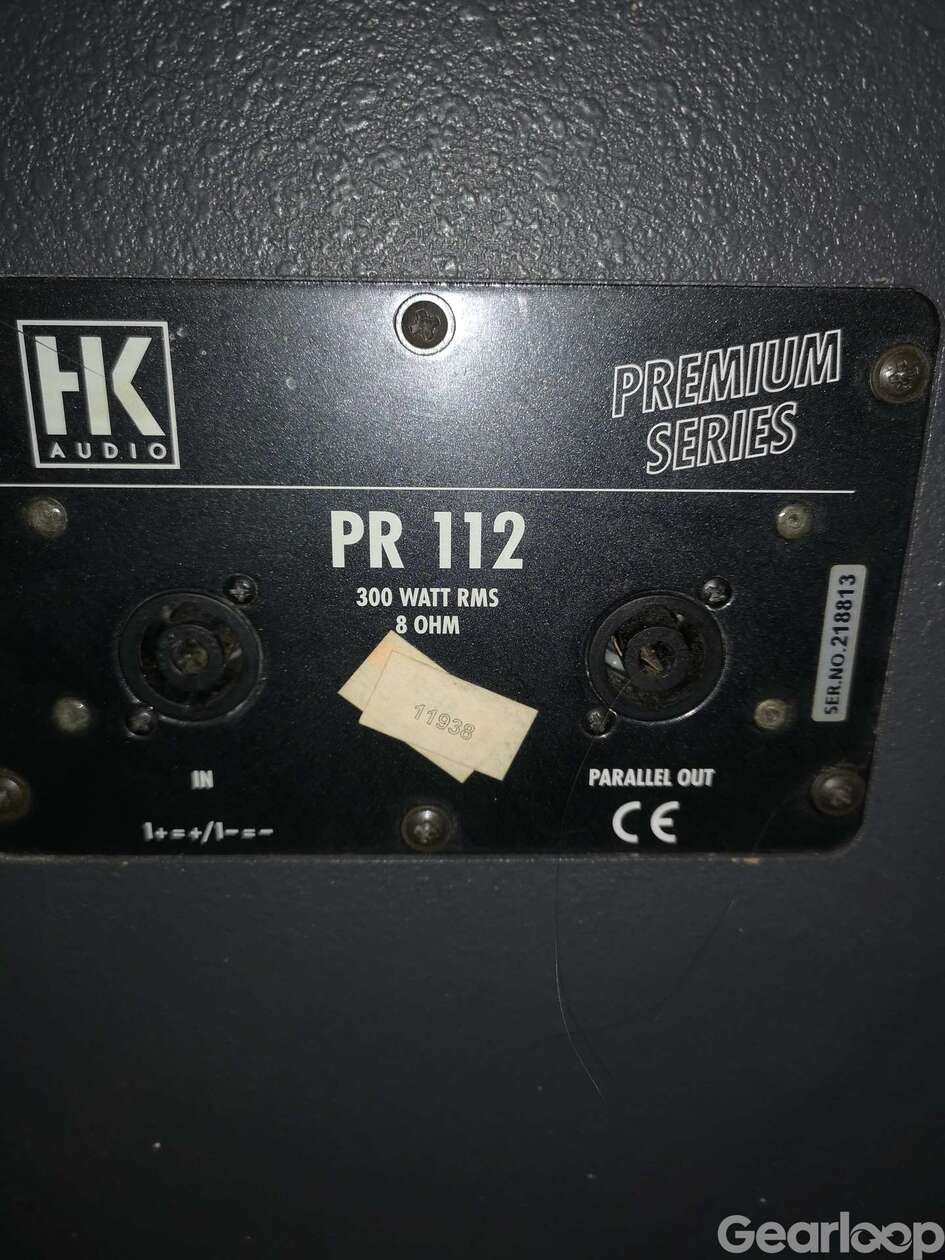 HK
AUDIO
PREMIUM
SERIES
PR 112
300 WATT RMS
8 OHM
11938
SER.NO.218813
IN
PARALLEL OUT
1+=+/1-=-
CE
Gearloop